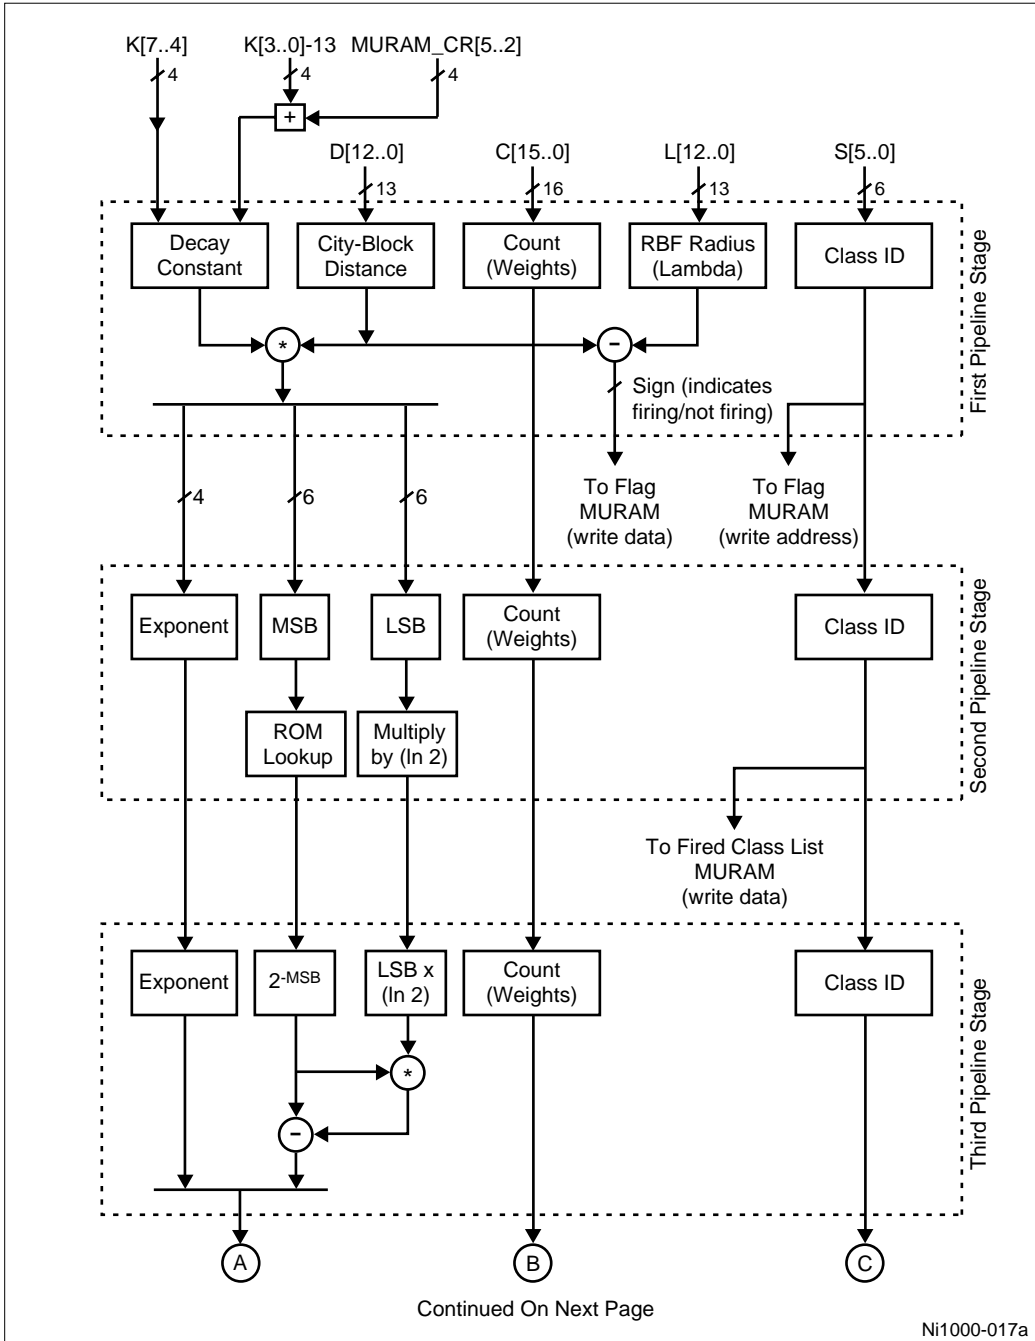 K[7..4]
K[3..0]-13
MURAM_CR[5..2]
4
4
4
+
D[12..0]
C[15..0]
L[12..0]
S[5..0]
13
16
13
6
Decay
Constant
City-Block
Distance
Count
(Weights)
RBF Radius
(Lambda)
Class ID
*
−
Sign (indicates
firing/not firing)
First Pipeline Stage
4
6
6
To Flag
MURAM
(write data)
To Flag
MURAM
(write address)
Exponent
MSB
LSB
Count
(Weights)
Class ID
ROM
Lookup
Multiply
by (ln 2)
Second Pipeline Stage
To Fired Class List
MURAM
(write data)
Exponent
2-MSB
LSB x
(ln 2)
Count
(Weights)
Class ID
*
−
Third Pipeline Stage
A
B
C
Continued On Next Page
Ni1000-017a